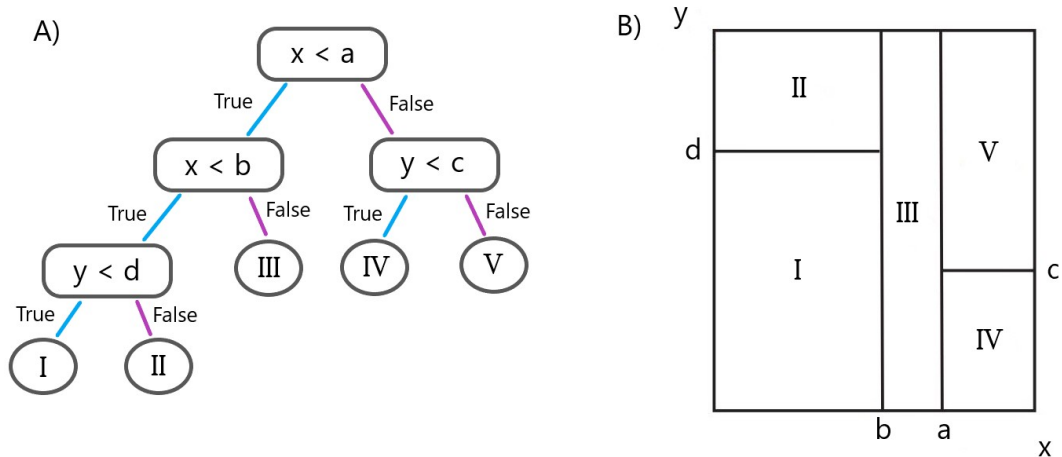 A)
x < a
True
False
x < b
y < c
True
False
True
False
y < d
III
IV
V
True
False
I
II
B)
y
II
d
V
III
I
c
IV
b
a
x